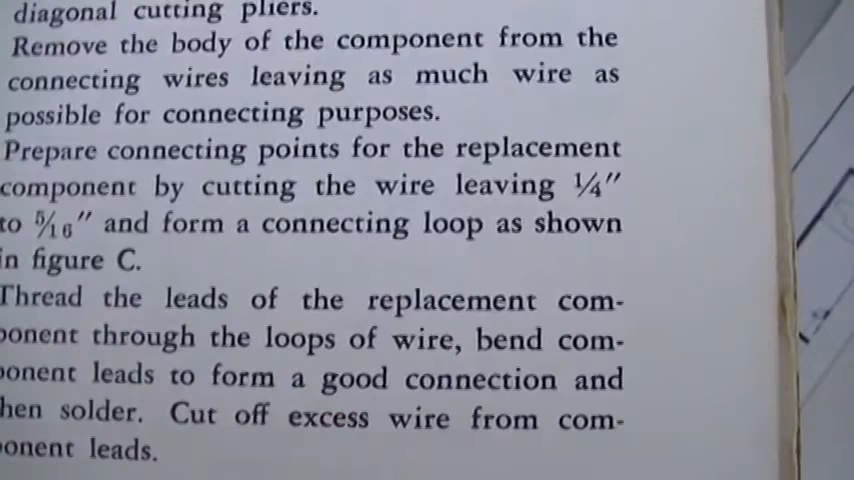 diagonal cutting pliers.
Remove the body of the component from the
connecting wires leaving as much wire as
possible for connecting purposes.
Prepare connecting points for the replacement
component by cutting the wire leaving 1/4″
to 5/16″ and form a connecting loop as shown
in figure C.
Thread the leads of the replacement com-
ponent through the loops of wire, bend com-
ponent leads to form a good connection and
hen solder. Cut off excess wire from com-
ponent leads.